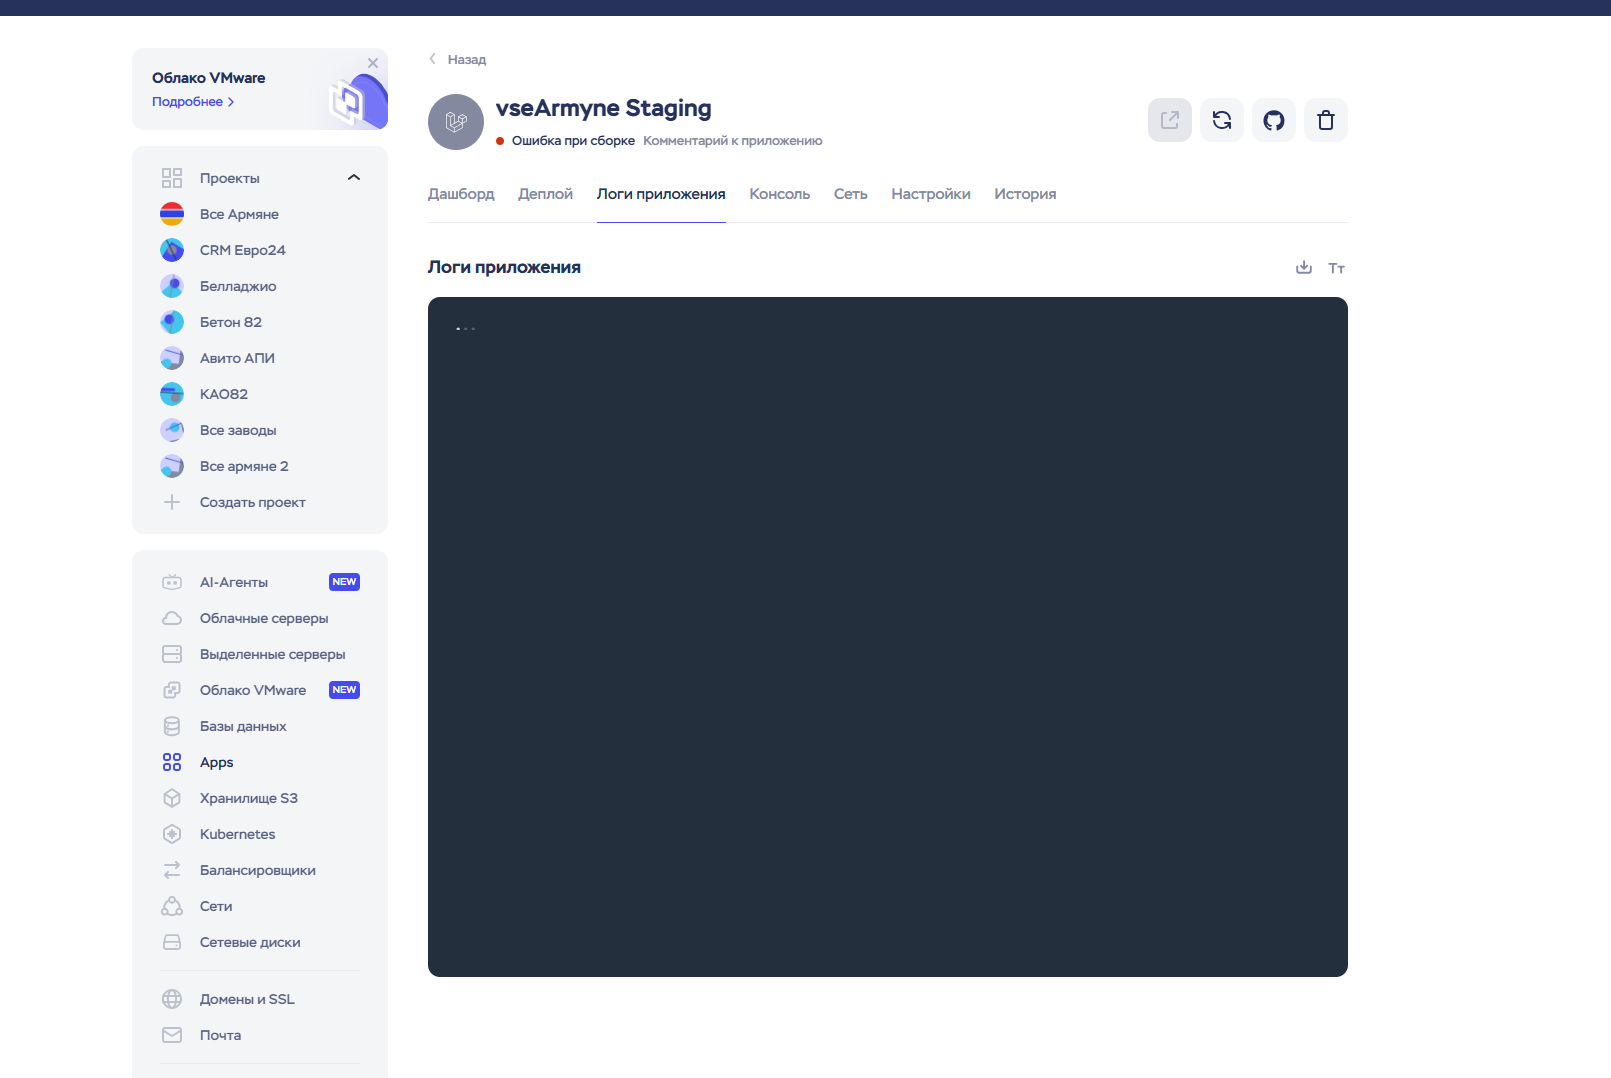 Облако VMware
Подробнее
Проекты
Все Армяне
CRM Евро24
Белладжио
Бетон 82
Авито АПИ
КАО82
Все заводы
Все армяне 2
Создать проект
AI-Агенты NEW
Облачные серверы
Выделенные серверы
Облако VMware NEW
Базы данных
Apps
Хранилище S3
Kubernetes
Балансировщики
Сети
Сетевые диски
Домены и SSL
Почта
Назад
vseArmyne Staging
Ошибка при сборке Комментарий к приложению
Дашборд Деплой Логи приложения Консоль Сеть Настройки История
Логи приложения
Тт
...